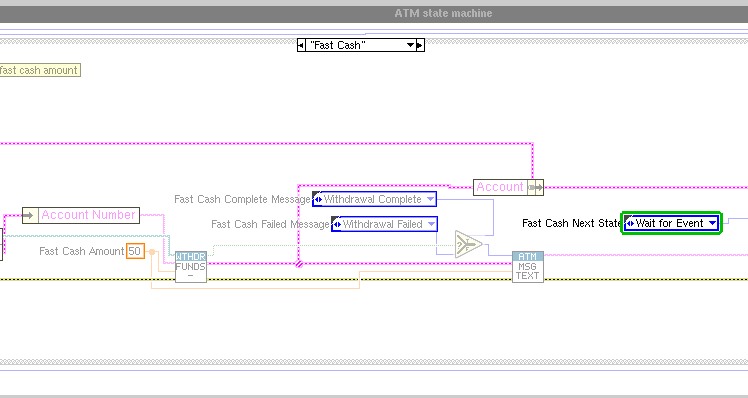 ATM state machine
"Fast Cash"
fast cash amount
Account
Fast Cash Complete Message
Withdrawal Complete
Account Number
Fast Cash Failed Message
Withdrawal Failed
Fast Cash Next State
Wait for Event
Fast Cash Amount
50
WTHDR
FUNDS
ATM
MSG
TEXT